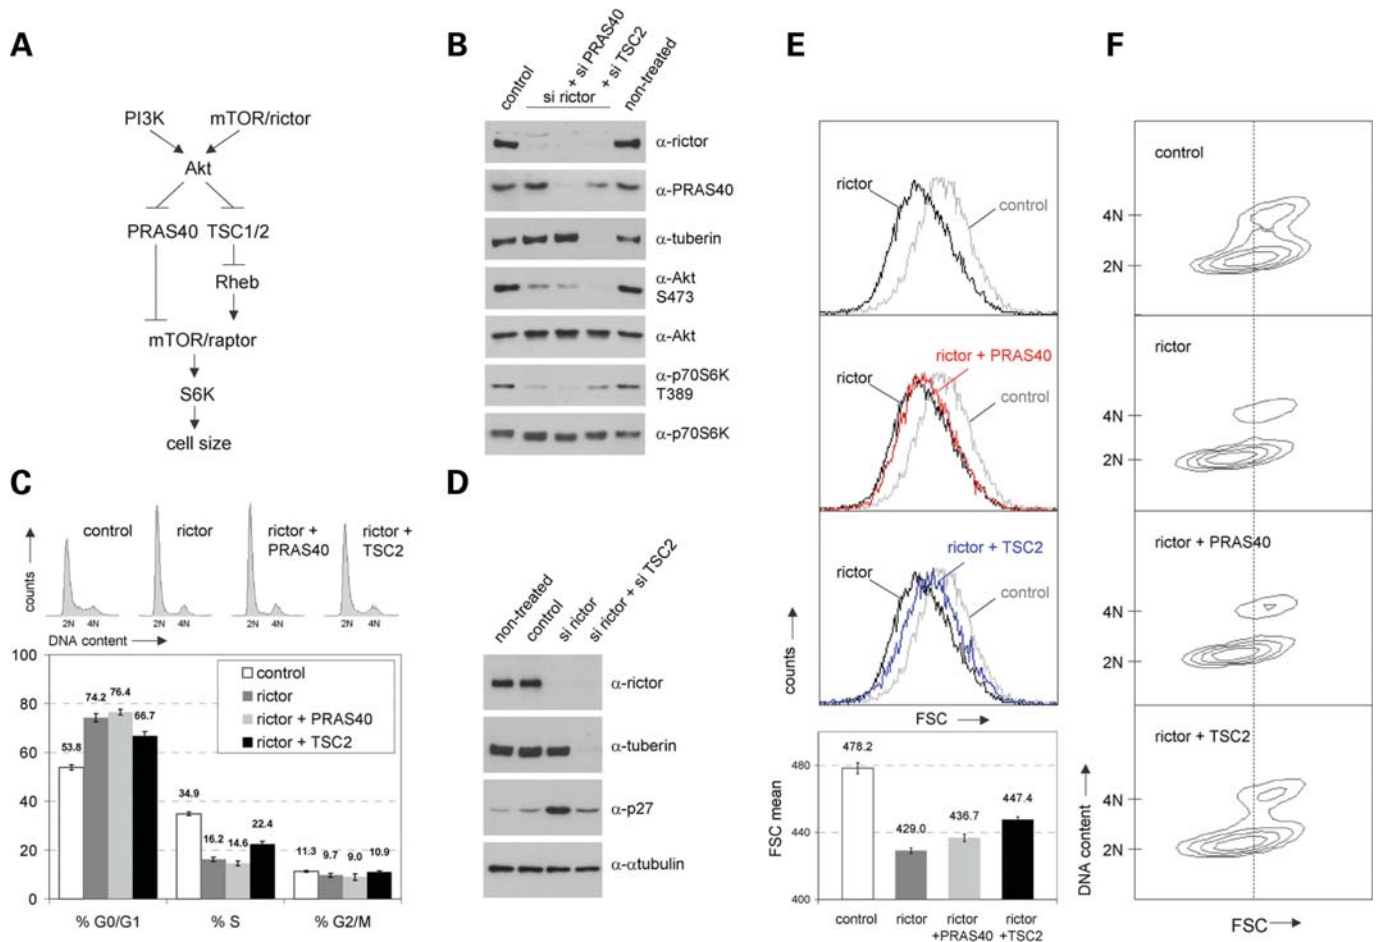 A
PI3K
mTOR/rictor
Akt
PRAS40
TSC1/2
Rheb
mTOR/raptor
S6K
cell size
B
control
si rictor
+ si PRAS40
+ si TSC2
non-treated
α-rictor
α-PRAS40
α-tuberin
α-Akt
S473
α-Akt
α-p70S6K
T389
α-p70S6K
C
counts
control
rictor
rictor +
PRAS40
rictor +
TSC2
2N 4N
2N 4N
2N 4N
2N 4N
DNA content
100
80
60
40
20
0
control
rictor
rictor + PRAS40
rictor + TSC2
53.8
74.2
76.4
66.7
34.9
16.2
14.6
22.4
11.3
9.7
9.0
10.9
% G0/G1
% S
% G2/M
D
non-treated
control
si rictor
si rictor + si TSC2
α-rictor
α-tuberin
α-p27
α-αtubulin
E
rictor
control
rictor + PRAS40
rictor
control
rictor + TSC2
rictor
control
counts
FSC
FSC mean
480
440
400
478.2
429.0
436.7
447.4
control
rictor
rictor
+PRAS40
rictor
+TSC2
F
control
4N
2N
rictor
4N
2N
rictor + PRAS40
4N
2N
rictor + TSC2
4N
2N
DNA content
FSC